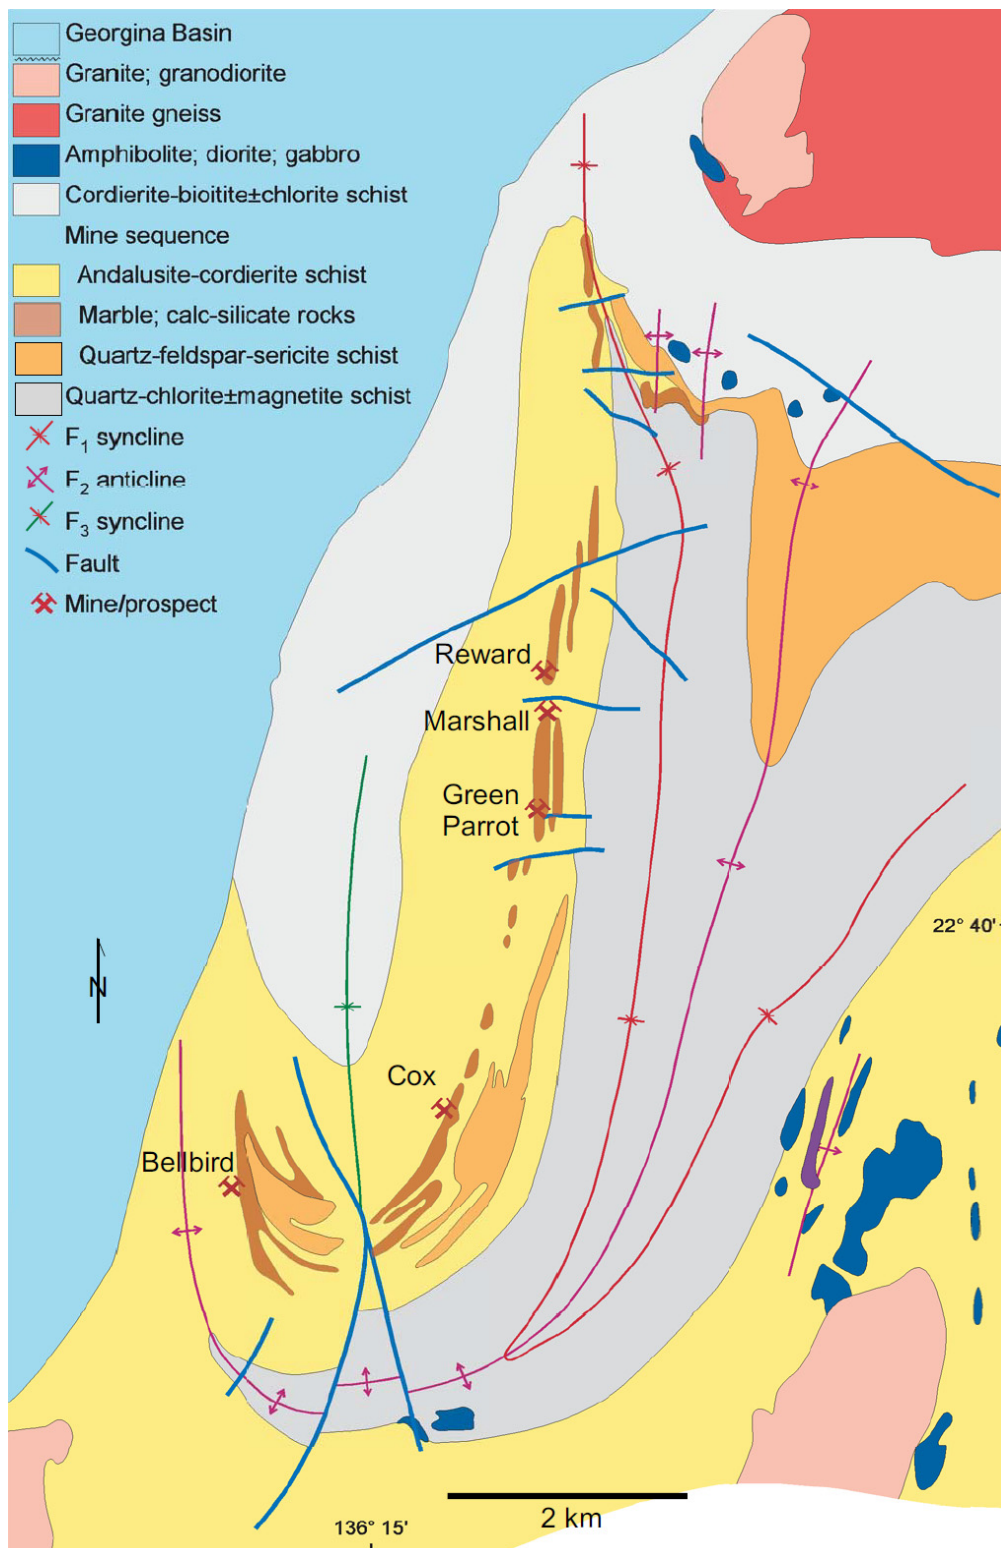 Georgina Basin
Granite; granodiorite
Granite gneiss
Amphibolite; diorite; gabbro
Cordierite-bioitite±chlorite schist
Mine sequence
Andalusite-cordierite schist
Marble; calc-silicate rocks
Quartz-feldspar-sericite schist
Quartz-chlorite±magnetite schist
F1 syncline
F2 anticline
F3 syncline
Fault
Mine/prospect
Reward
Marshall
Green
Parrot
22° 40'
N
Cox
Bellbird
2 km
136° 15'